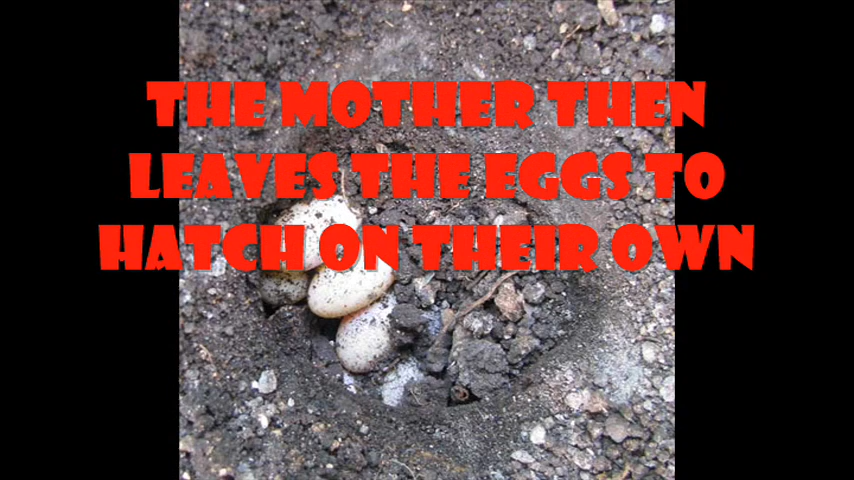 THE MOTHER THEN
LEAVES THE EGGS TO
HATCH ON THEIR OWN